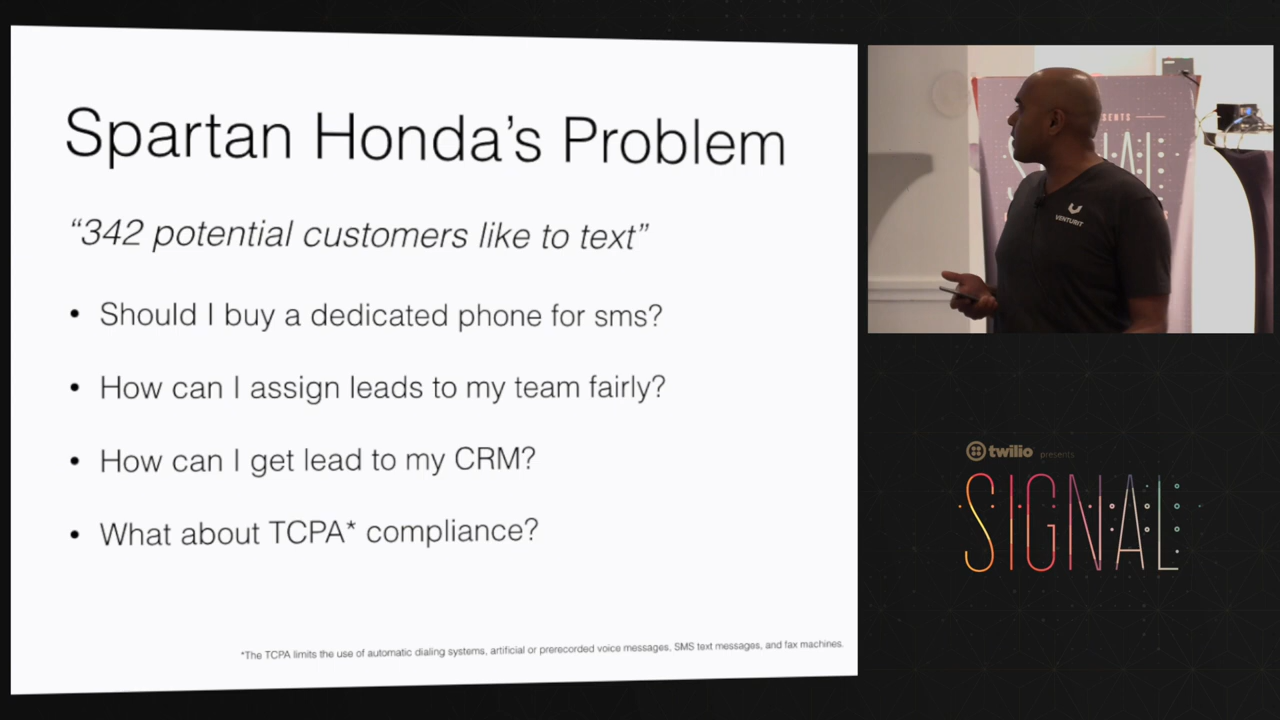 Spartan Honda's Problem
“342 potential customers like to text”
• Should I buy a dedicated phone for sms?
• How can I assign leads to my team fairly?
• How can I get lead to my CRM?
• What about TCPA* compliance?
*The TCPA limits the use of automatic dialing systems, artificial or prerecorded voice messages, SMS text messages, and fax machines.
VENTURIT
twilio presents
SIGNAL